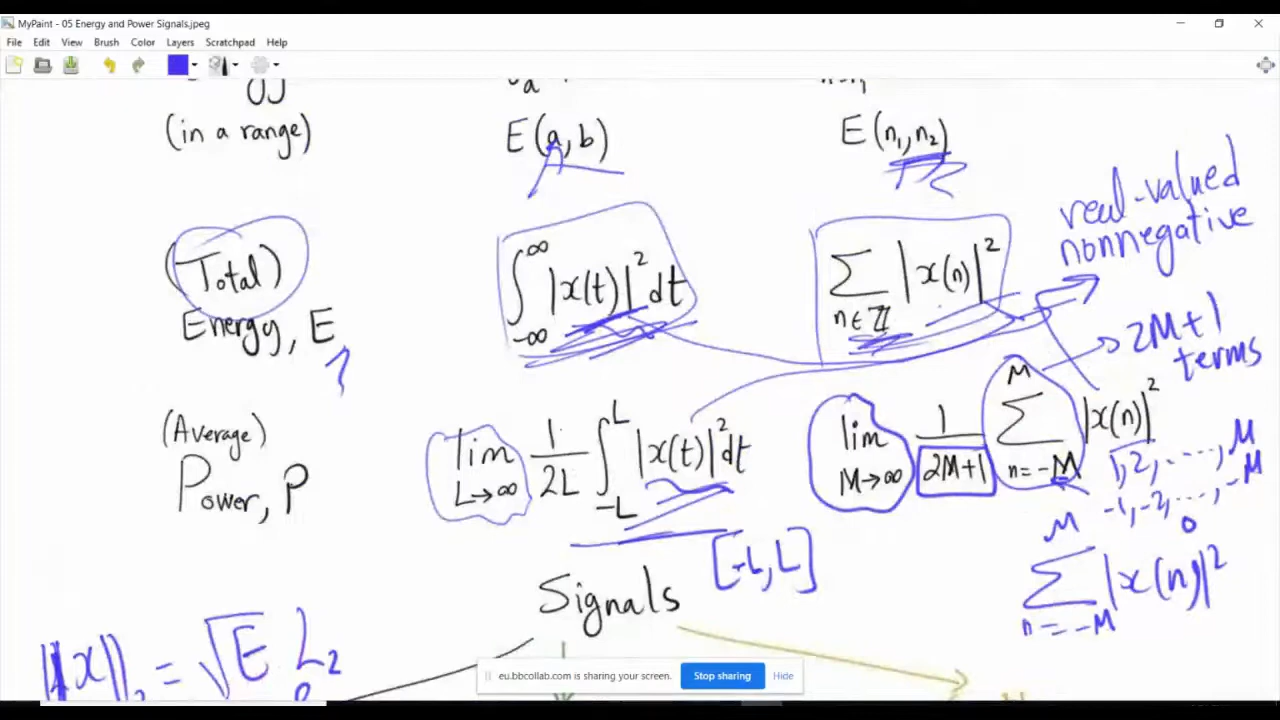 MyPaint - 05 Energy and Power Signals.jpeg
File Edit View Brush Color Layers Scratchpad Help
(in a range) E(a, b) E(n₁, n₂)
real-valued
nonnegative
(Total) ∫_{-∞}^{∞} |x(t)|² dt ∑_{n∈ℤ} |x(n)|²
Energy, E
2M+1
terms
(Average)
Power, P lim_{L→∞} 1/2L ∫_{-L}^{L} |x(t)|² dt lim_{M→∞} 1/2M+1 ∑_{n=-M}^{M} |x(n)|²
1, 2, ...., M
-1, -2, ..., -M
0
[-L, L]
∑_{n=-M}^{M} |x(n)|²
Signals
||x||₂ = √E L₂
eu.bbcollab.com is sharing your screen. Stop sharing Hide